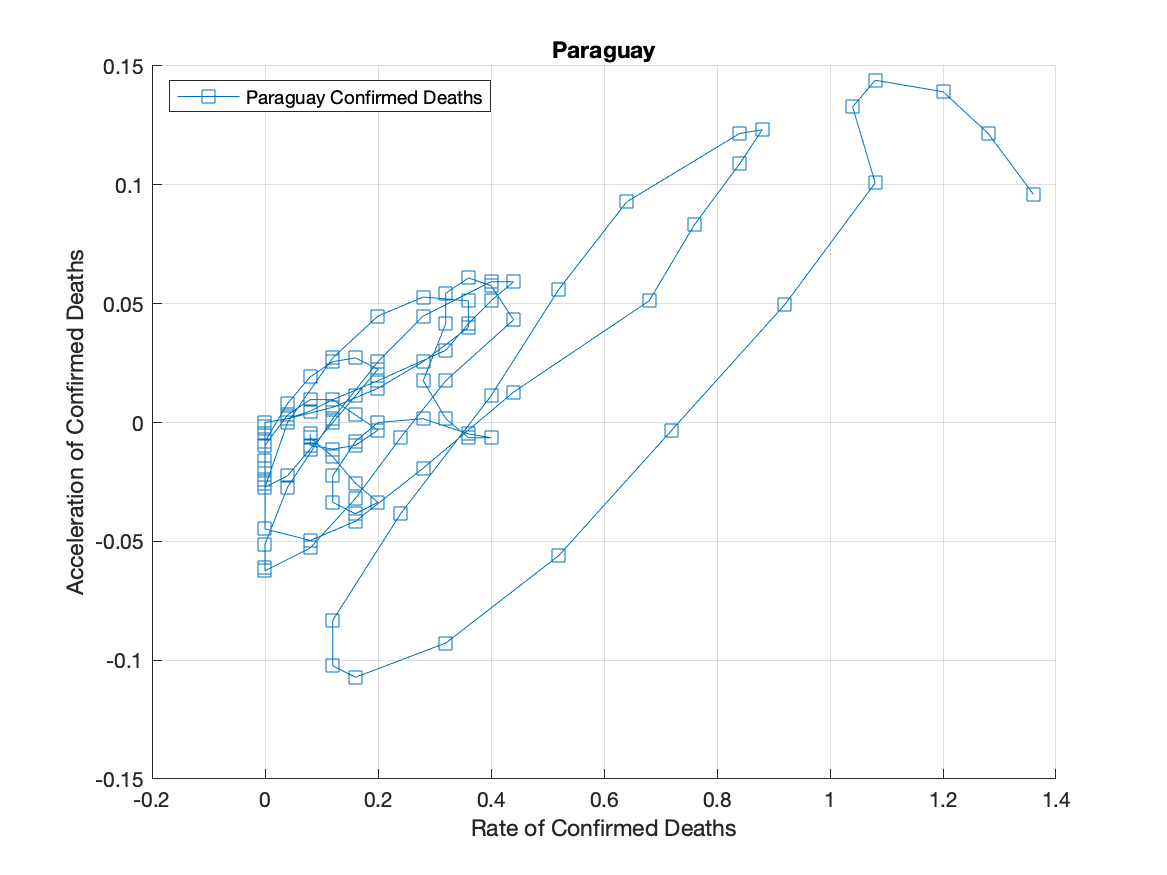 Paraguay
Paraguay Confirmed Deaths
0.15
0.1
0.05
0
-0.05
-0.1
-0.15
Acceleration of Confirmed Deaths
-0.2 0 0.2 0.4 0.6 0.8 1 1.2 1.4
Rate of Confirmed Deaths